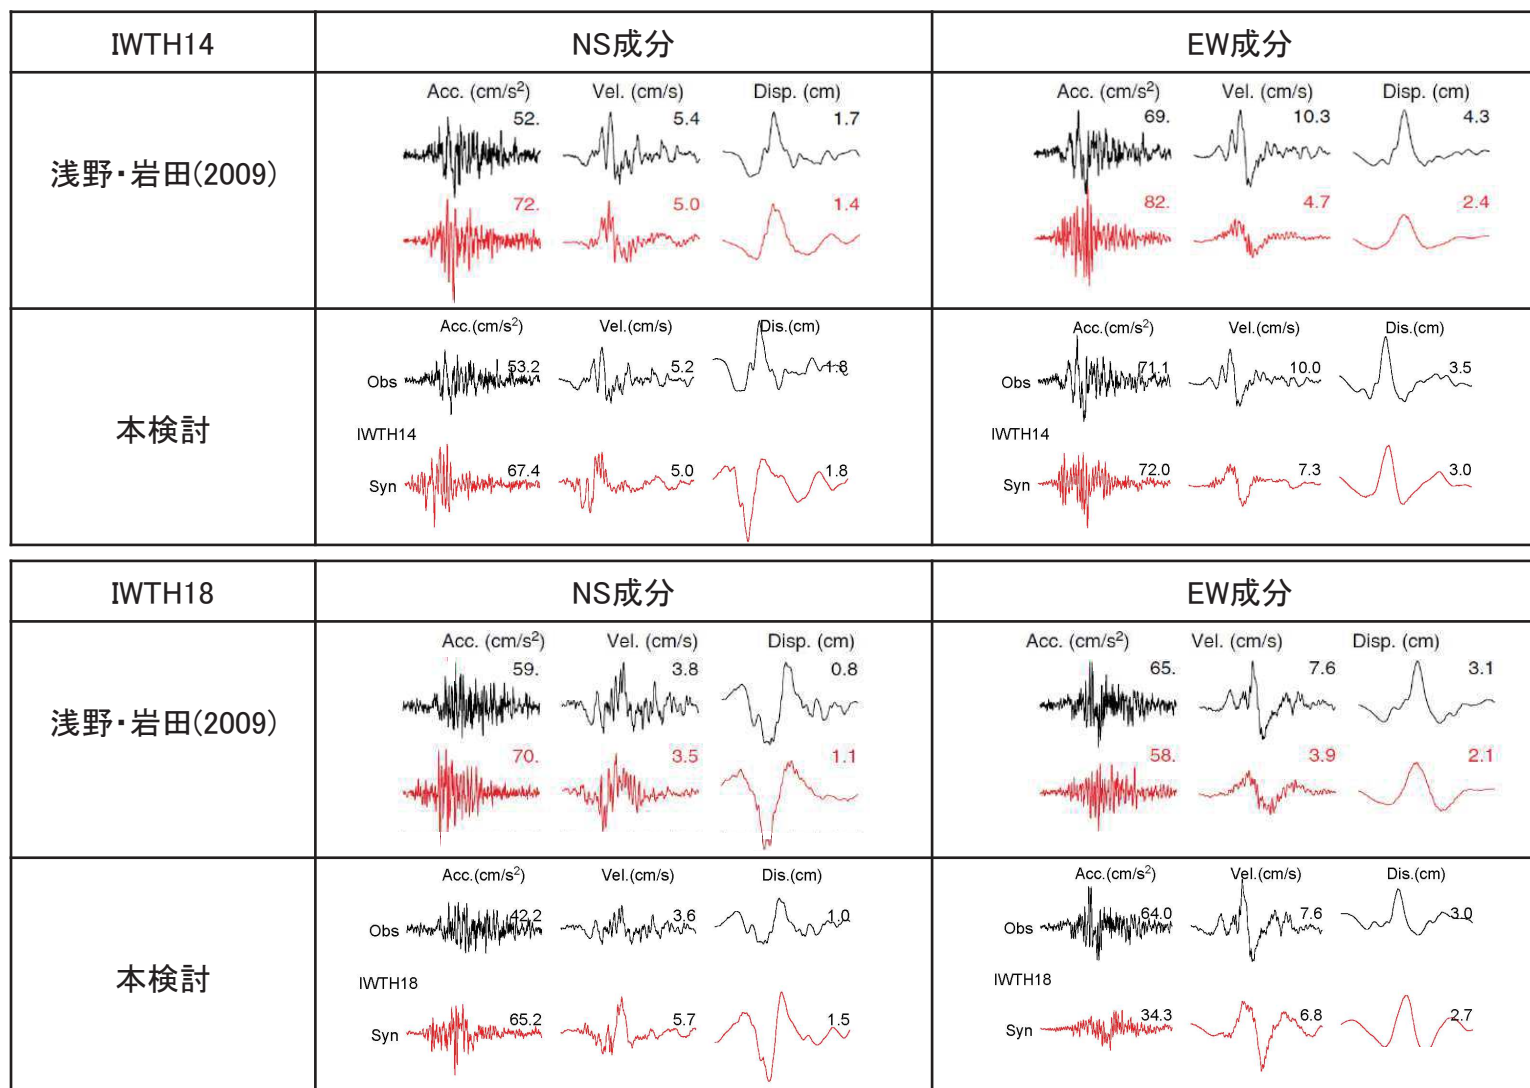 IWTH14 NS成分 EW成分
浅野・岩田(2009)
Acc. (cm/s²) Vel. (cm/s) Disp. (cm)
52. 5.4 1.7
72. 5.0 1.4
Acc. (cm/s²) Vel. (cm/s) Disp. (cm)
69. 10.3 4.3
82. 4.7 2.4
本検討
Acc.(cm/s²) Vel.(cm/s) Dis.(cm)
Obs 53.2 5.2 1.8
IWTH14
Syn 67.4 5.0 1.8
Acc.(cm/s²) Vel.(cm/s) Dis.(cm)
Obs 71.1 10.0 3.5
IWTH14
Syn 72.0 7.3 3.0
IWTH18 NS成分 EW成分
浅野・岩田(2009)
Acc. (cm/s²) Vel. (cm/s) Disp. (cm)
59. 3.8 0.8
70. 3.5 1.1
Acc. (cm/s²) Vel. (cm/s) Disp. (cm)
65. 7.6 3.1
58. 3.9 2.1
本検討
Acc.(cm/s²) Vel.(cm/s) Dis.(cm)
Obs 42.2 3.6 1.0
IWTH18
Syn 65.2 5.7 1.5
Acc.(cm/s²) Vel.(cm/s) Dis.(cm)
Obs 64.0 7.6 3.0
IWTH18
Syn 34.3 6.8 2.7